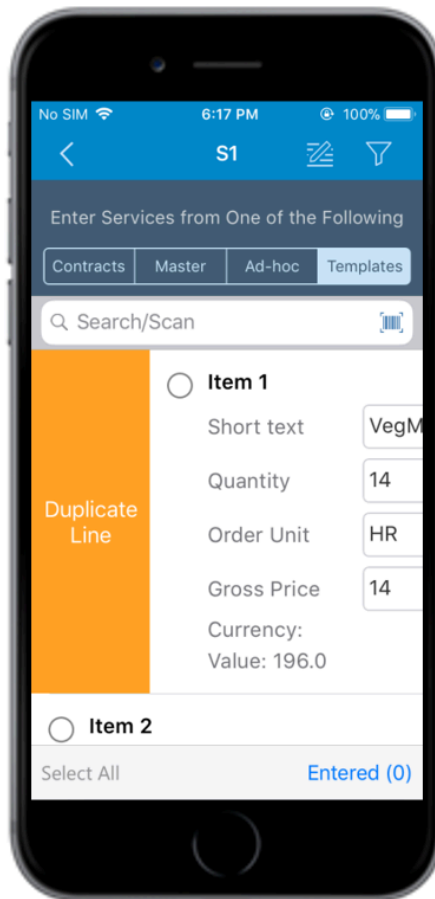 No SIM 6:17 PM 100%
S1
Enter Services from One of the Following
Contracts Master Ad-hoc Templates
Search/Scan
Item 1
Short text VegM
Quantity 14
Duplicate
Line
Order Unit HR
Gross Price 14
Currency:
Value: 196.0
Item 2
Select All Entered (0)